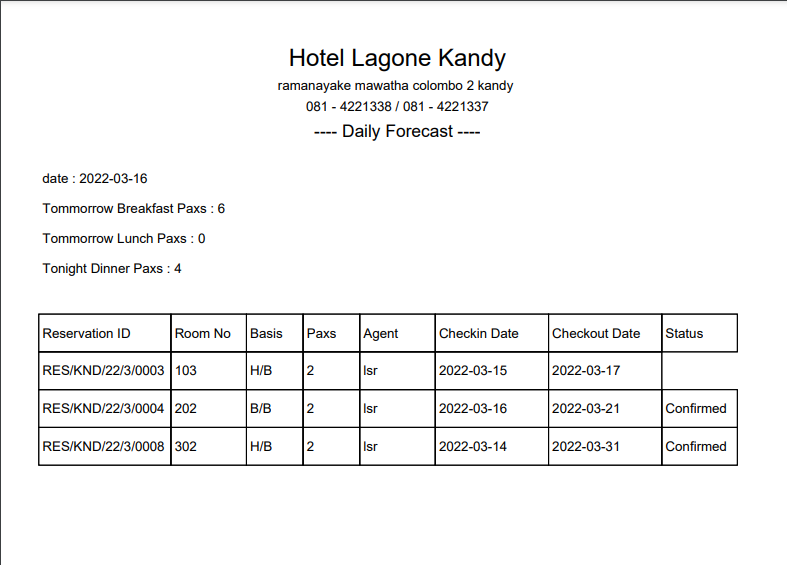 Hotel Lagone Kandy
ramanayake mawatha colombo 2 kandy
081 - 4221338 / 081 - 4221337
---- Daily Forecast ----
date : 2022-03-16
Tommorrow Breakfast Paxs : 6
Tommorrow Lunch Paxs : 0
Tonight Dinner Paxs : 4
Reservation ID Room No Basis Paxs Agent Checkin Date Checkout Date Status
RES/KND/22/3/0003 103 H/B 2 lsr 2022-03-15 2022-03-17
RES/KND/22/3/0004 202 B/B 2 lsr 2022-03-16 2022-03-21 Confirmed
RES/KND/22/3/0008 302 H/B 2 lsr 2022-03-14 2022-03-31 Confirmed